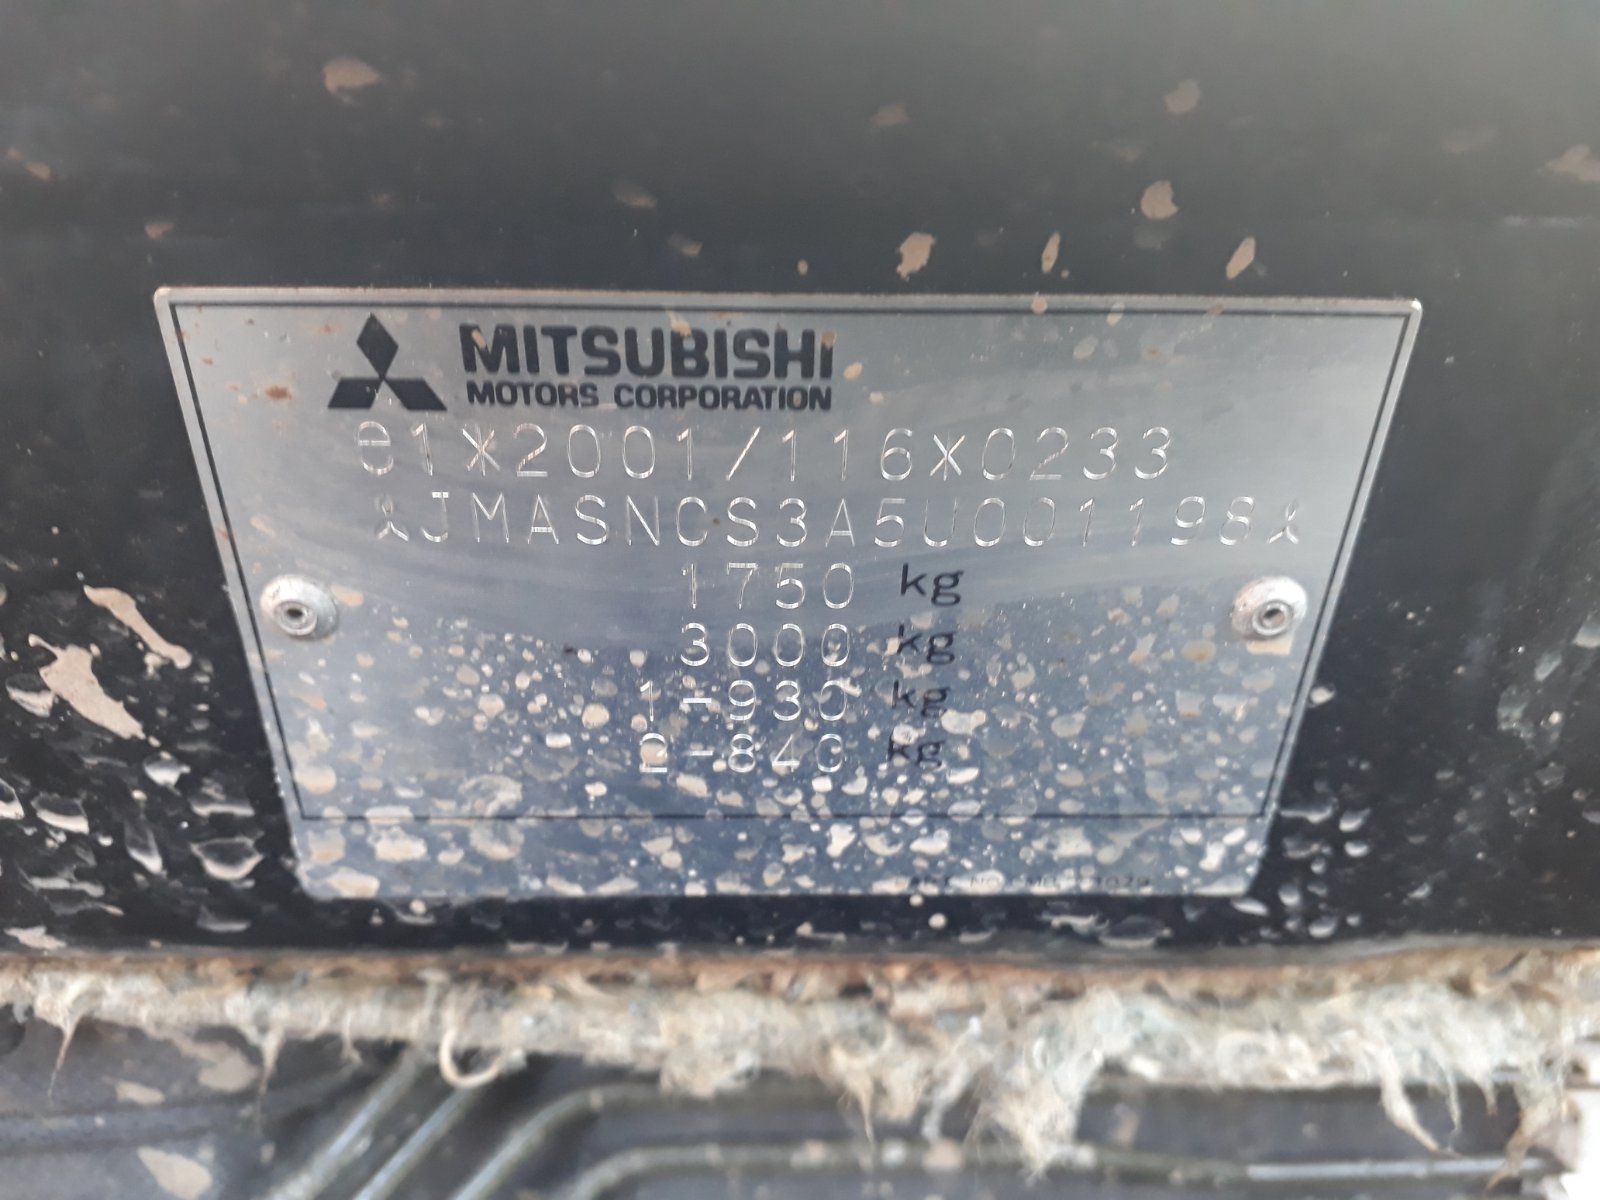 MITSUBISHI
MOTORS CORPORATION
e1*2001/116*0233
JMASNCS3A5U001198
1750 kg
3000 kg
1-930 kg
2-840 kg